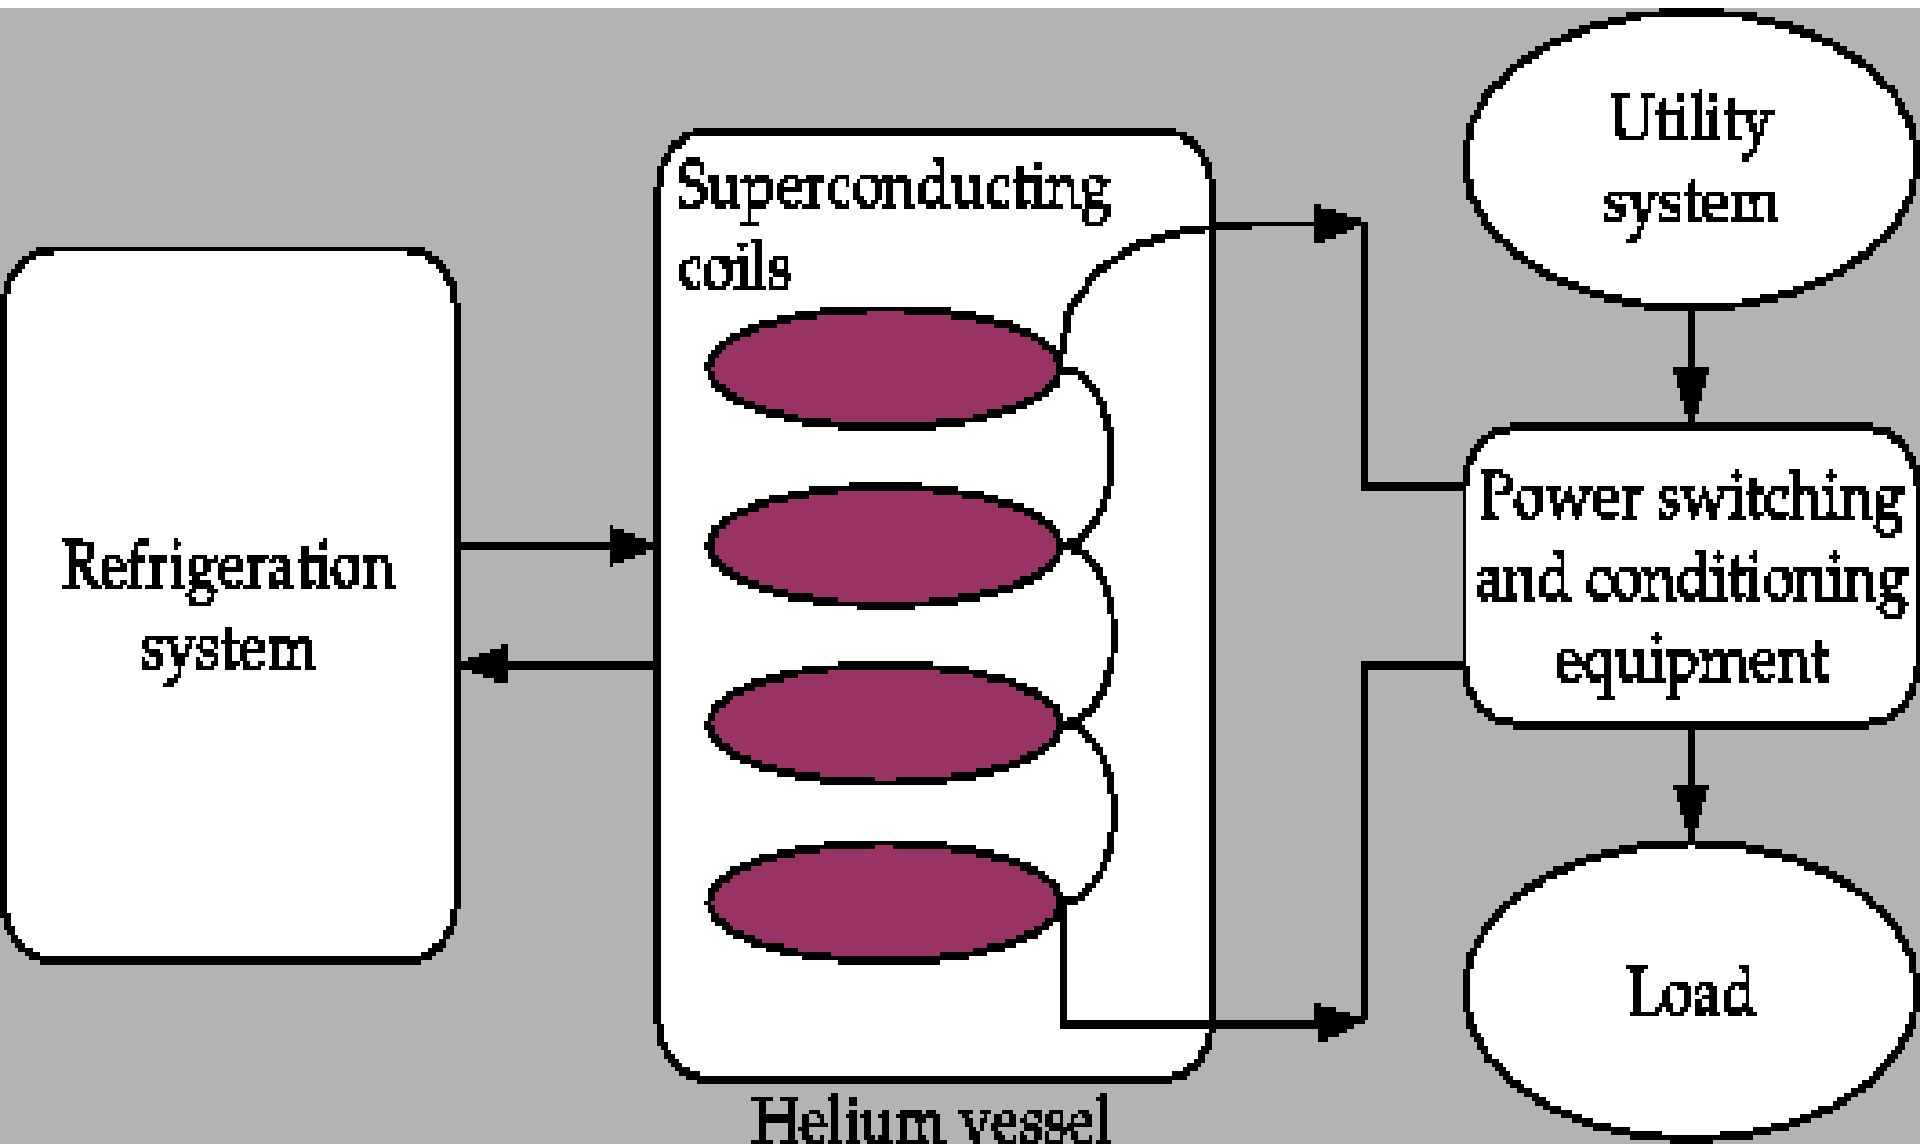 Refrigeration
system
Superconducting
coils
Helium vessel
Utility
system
Power switching
and conditioning
equipment
Load